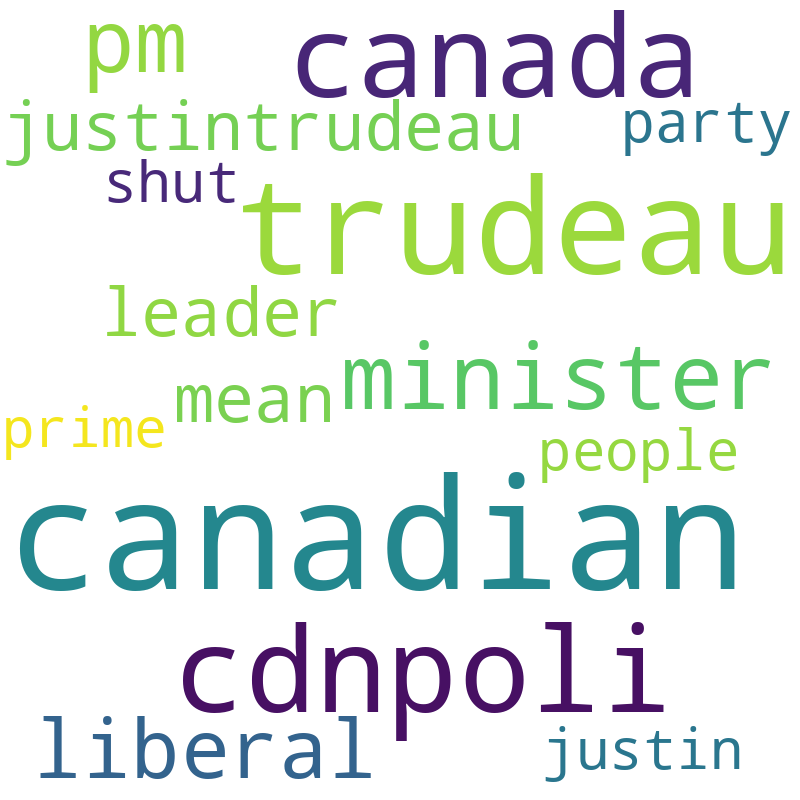 pm canada
justintrudeau party
shut trudeau
leader
mean minister
prime people
canadian
cdnpoli
liberal justin